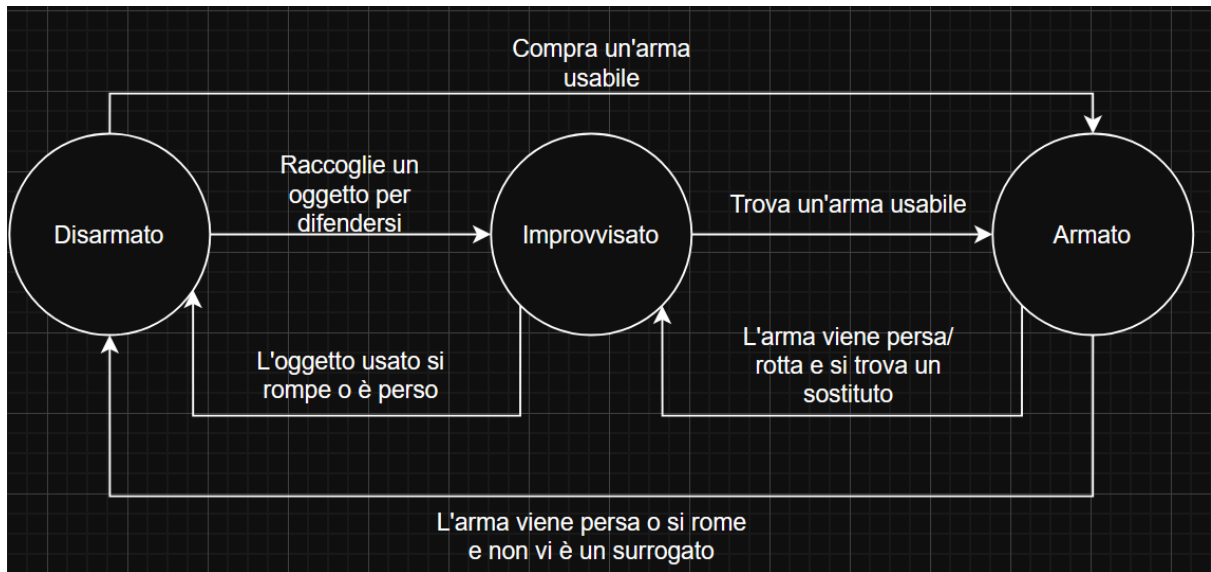 Compra un'arma
usabile
Raccoglie un
oggetto per
difendersi
Trova un'arma usabile
Disarmato
Improvvisato
Armato
L'oggetto usato si
rompe o è perso
L'arma viene persa/
rotta e si trova un
sostituto
L'arma viene persa o si rome
e non vi è un surrogato